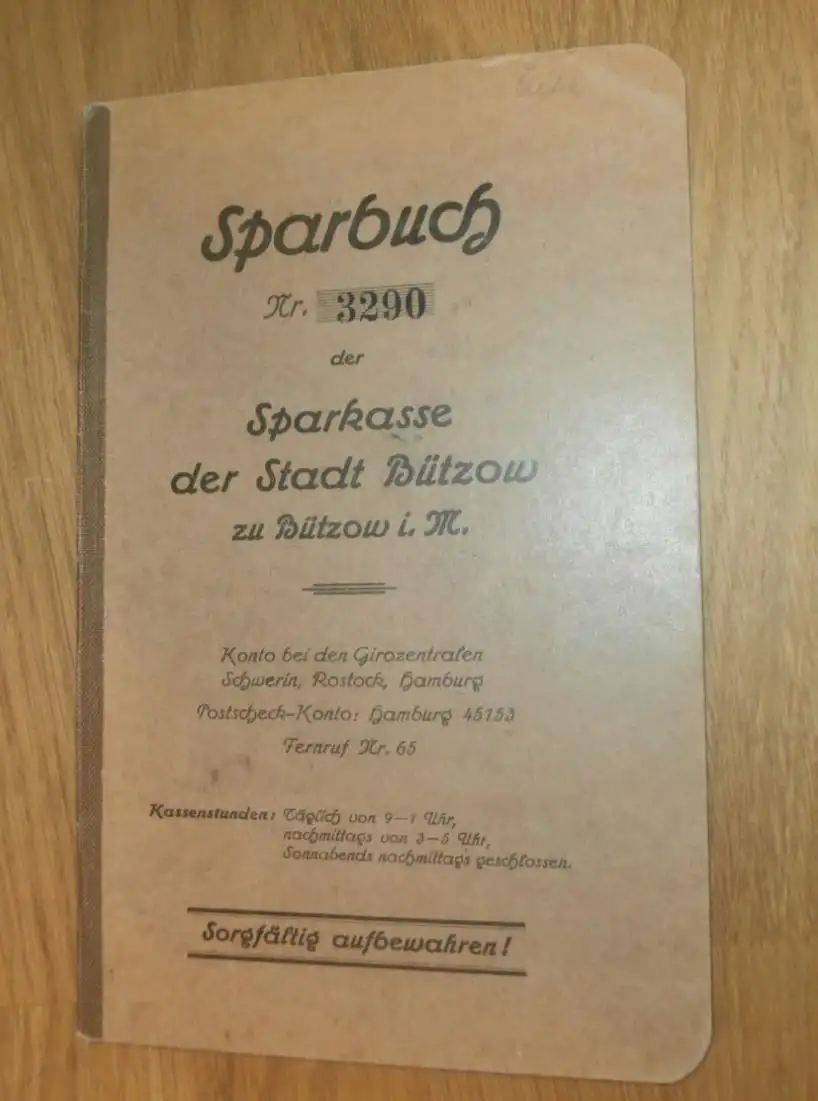 Sparbuch
Nr. 3290
der
Sparkasse
der Stadt Bützow
zu Bützow i. M.
Konto bei den Girozentralen
Schwerin, Rostock, Hamburg
Postscheck-Konto: Hamburg 45153
Fernruf Nr. 65
Kassenstunden: Täglich von 9–1 Uhr,
nachmittags von 3–5 Uhr,
Sonnabends nachmittags geschlossen.
Sorgfältig aufbewahren!